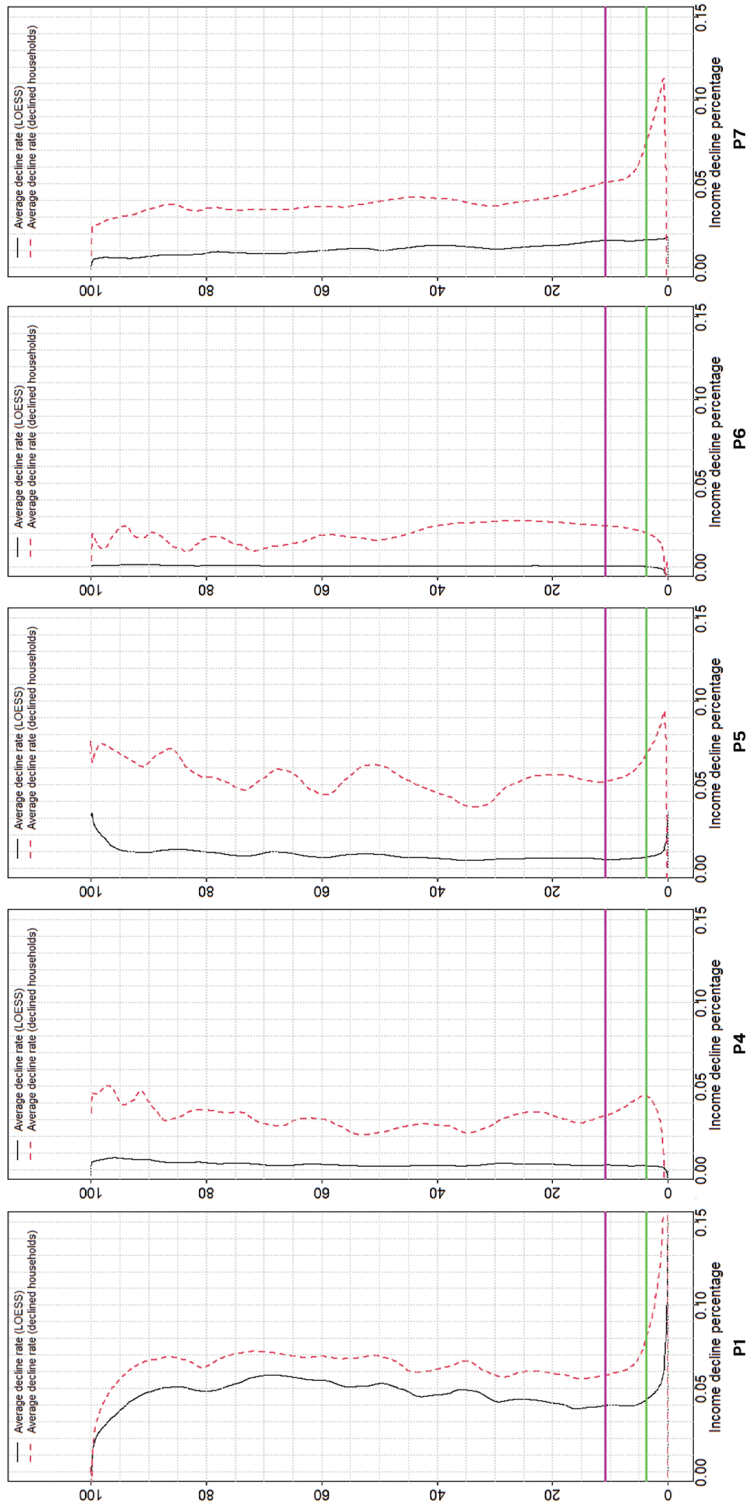 Average decline rate (LOESS)
Average decline rate (declined households)
100
80
60
40
20
0
0.00 0.05 0.10 0.15
Income decline percentage
P1
Average decline rate (LOESS)
Average decline rate (declined households)
100
80
60
40
20
0
0.00 0.05 0.10 0.15
Income decline percentage
P4
Average decline rate (LOESS)
Average decline rate (declined households)
100
80
60
40
20
0
0.00 0.05 0.10 0.15
Income decline percentage
P5
Average decline rate (LOESS)
Average decline rate (declined households)
100
80
60
40
20
0
0.00 0.05 0.10 0.15
Income decline percentage
P6
Average decline rate (LOESS)
Average decline rate (declined households)
100
80
60
40
20
0
0.00 0.05 0.10 0.15
Income decline percentage
P7